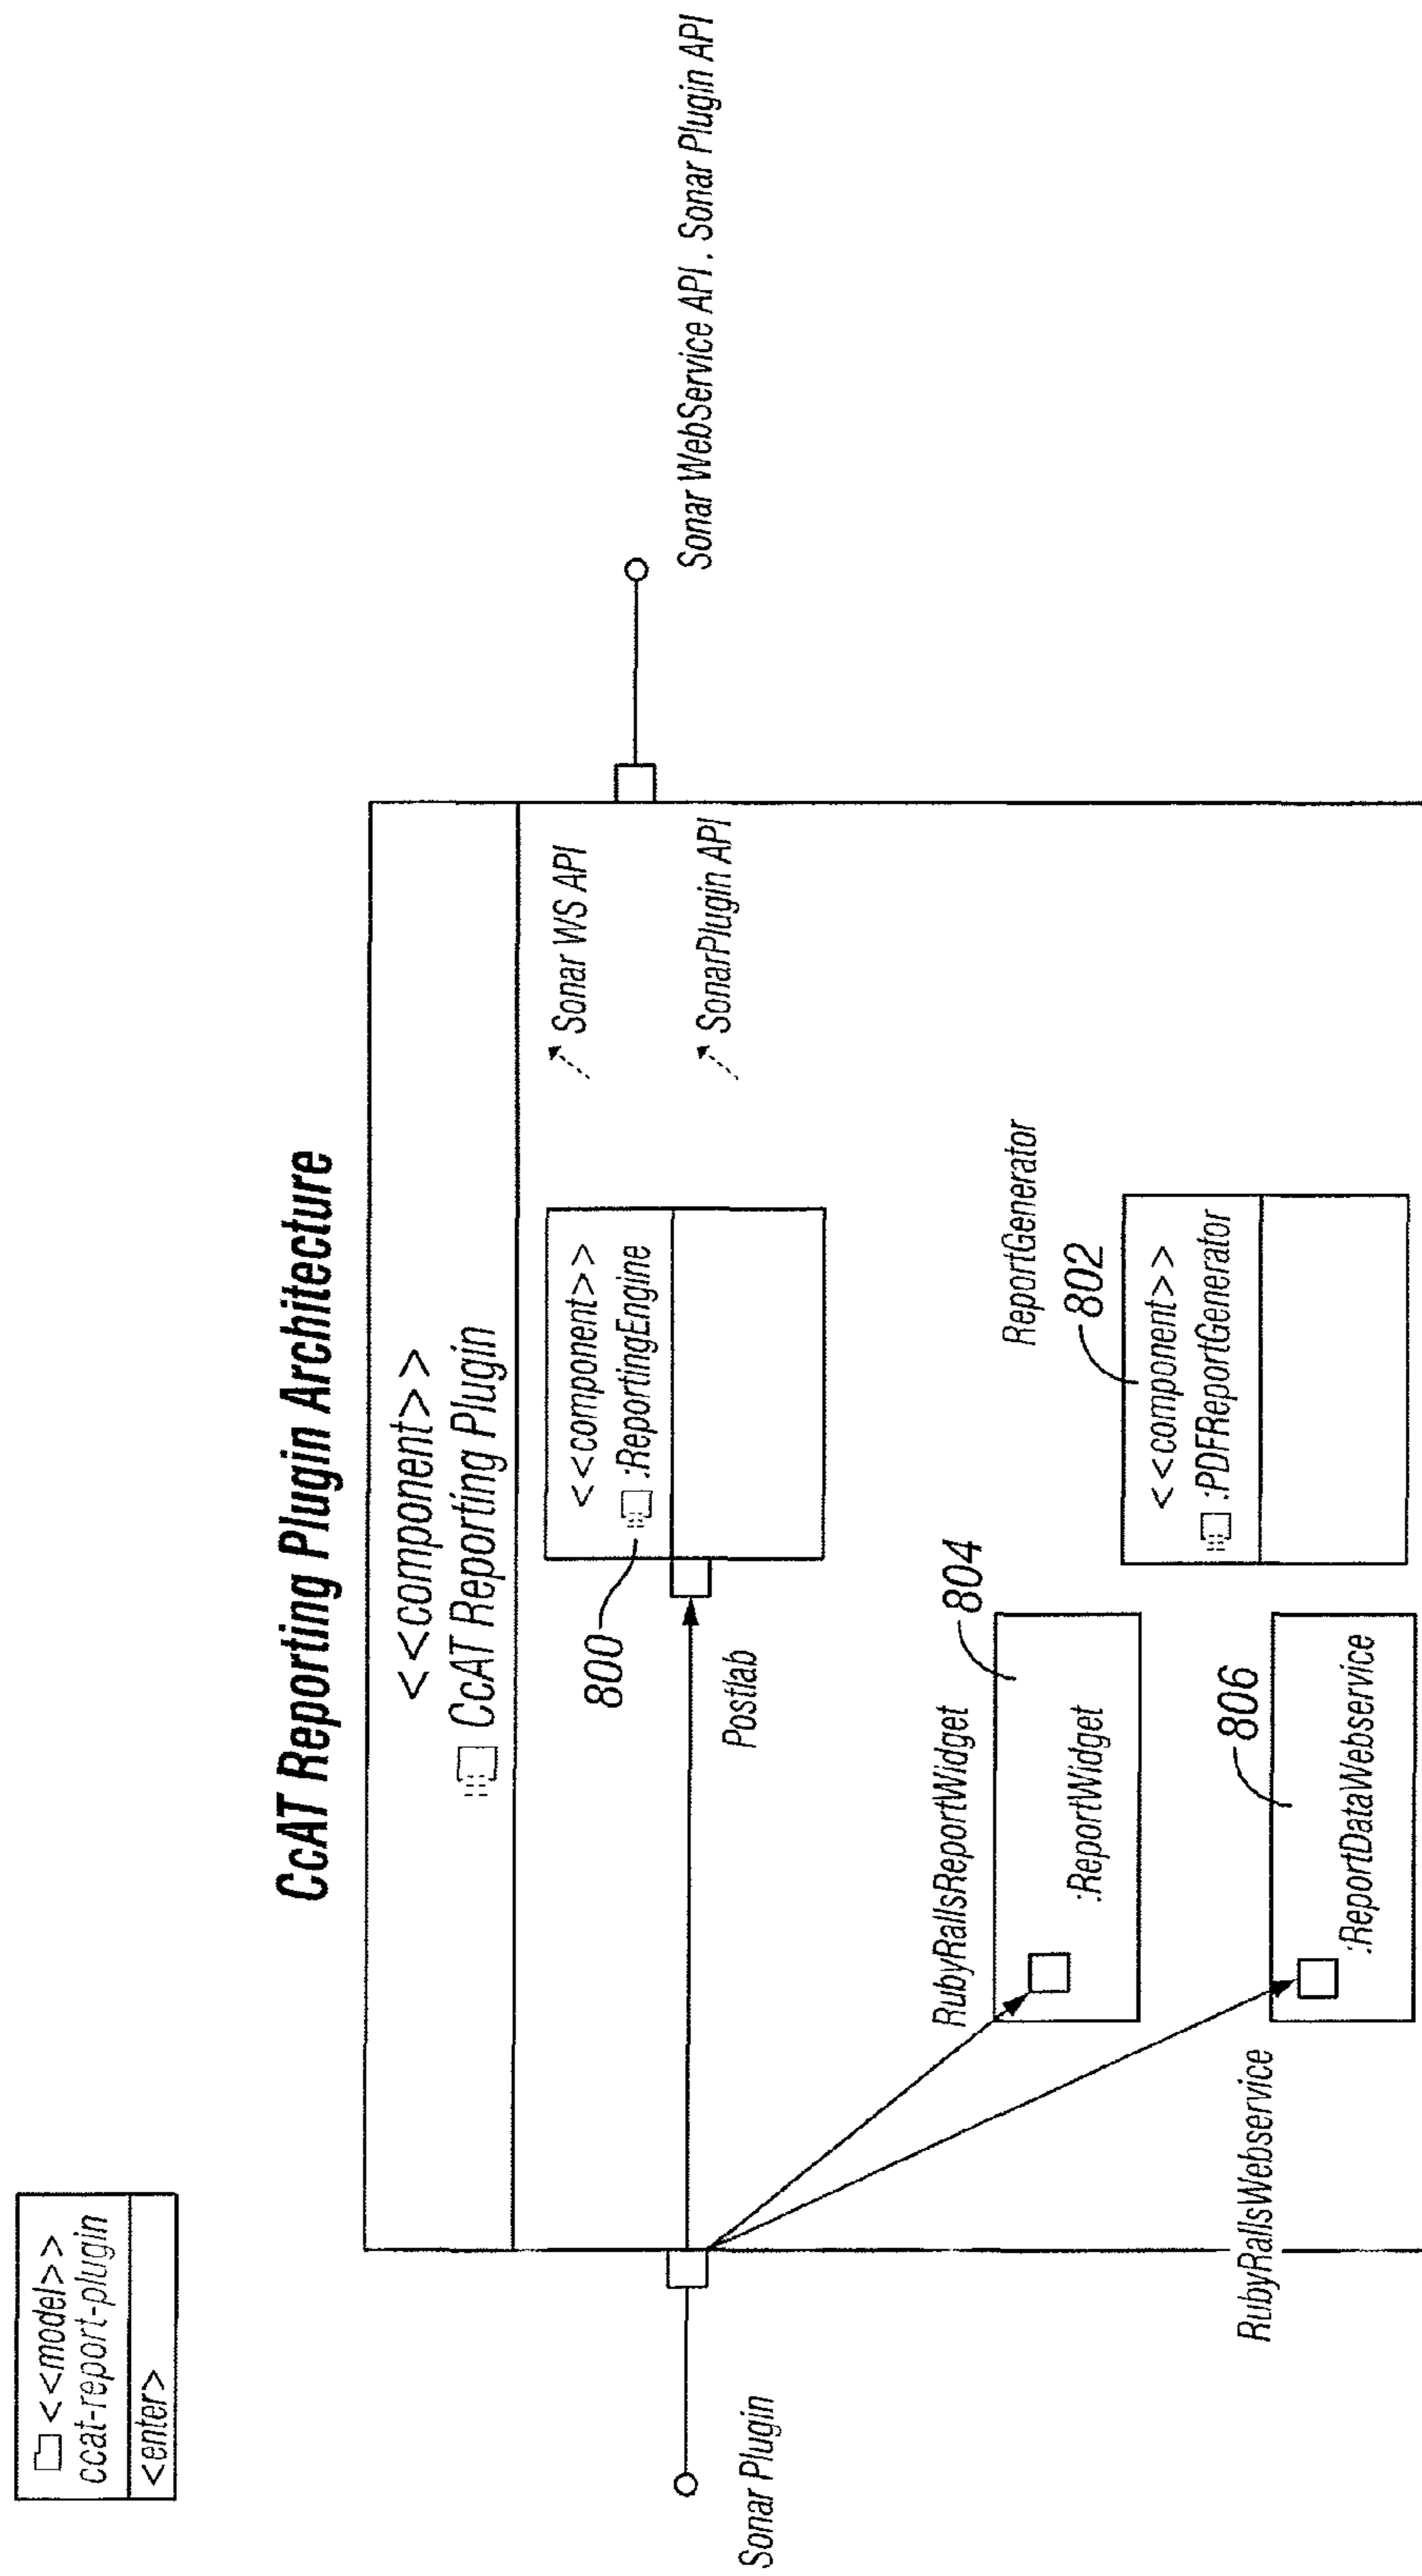 <<model>>
ccat-report-plugin
<enter>
CcAT Reporting Plugin Architecture
<<component>>
CcAT Reporting Plugin
Sonar Plugin
Postlab
800
<<component>>
:ReportingEngine
Sonar WS API
SonarPlugin API
Sonar WebService API, Sonar Plugin API
RubyRallsReportWidget
804
:ReportWidget
ReportGenerator
802
<<component>>
:PDFReportGenerator
RubyRallsWebservice
806
:ReportDataWebservice